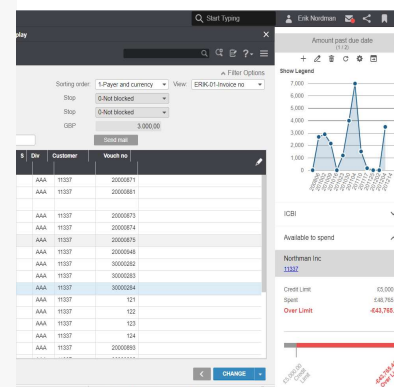 Start Typing
Erik Nordman
play
Amount past due date
(1 / 2)
Filter Options
Show Legend
Sorting order
1-Payer and currency
View
ERIK-01-Invoice no
Stop
0-Not blocked
Stop
0-Not blocked
GBP
3.000,00
Send mail
7,000
6,000
5,000
4,000
3,000
2,000
1,000
0
S Div Customer Vouch no
AAA 11337 20000871
AAA 11337 20000881
AAA 11337 20000873
AAA 11337 20000874
AAA 11337 20000875
AAA 11337 20000948
AAA 11337 30000282
AAA 11337 30000283
AAA 11337 30000284
AAA 11337 121
AAA 11337 122
AAA 11337 123
AAA 11337 124
AAA 11337 20000893
CHANGE
ICBI
Available to spend
Northman Inc
11337
Credit Limit £5,000
Spent £48,765
Over Limit -£43,765.
£5,000.00
Credit
Limit